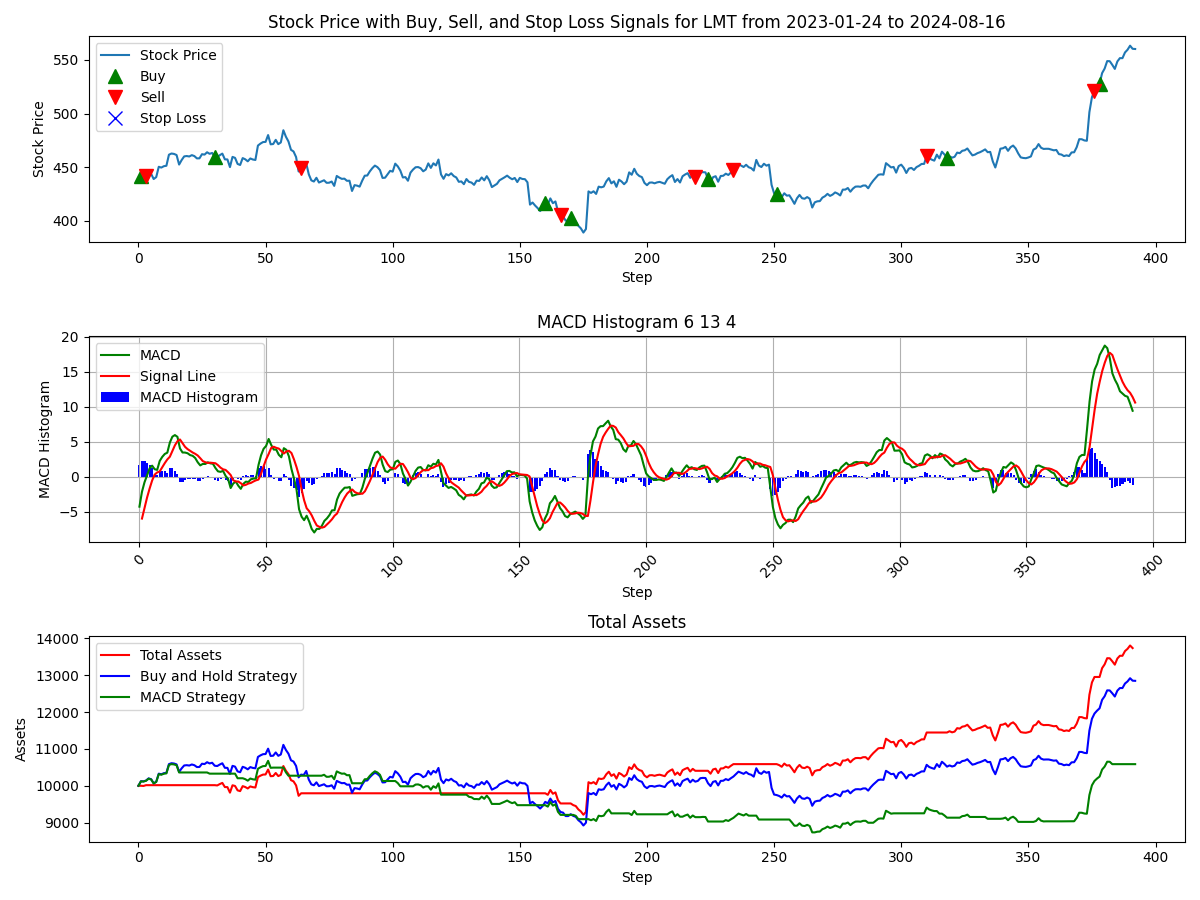 Stock Price with Buy, Sell, and Stop Loss Signals for LMT from 2023-01-24 to 2024-08-16
Stock Price
550
500
450
400
Stock Price
Buy
Sell
Stop Loss
0 50 100 150 200 250 300 350 400
Step
MACD Histogram 6 13 4
MACD Histogram
20
15
10
5
0
−5
MACD
Signal Line
MACD Histogram
0 50 100 150 200 250 300 350 400
Step
Total Assets
Assets
14000
13000
12000
11000
10000
9000
Total Assets
Buy and Hold Strategy
MACD Strategy
0 50 100 150 200 250 300 350 400
Step